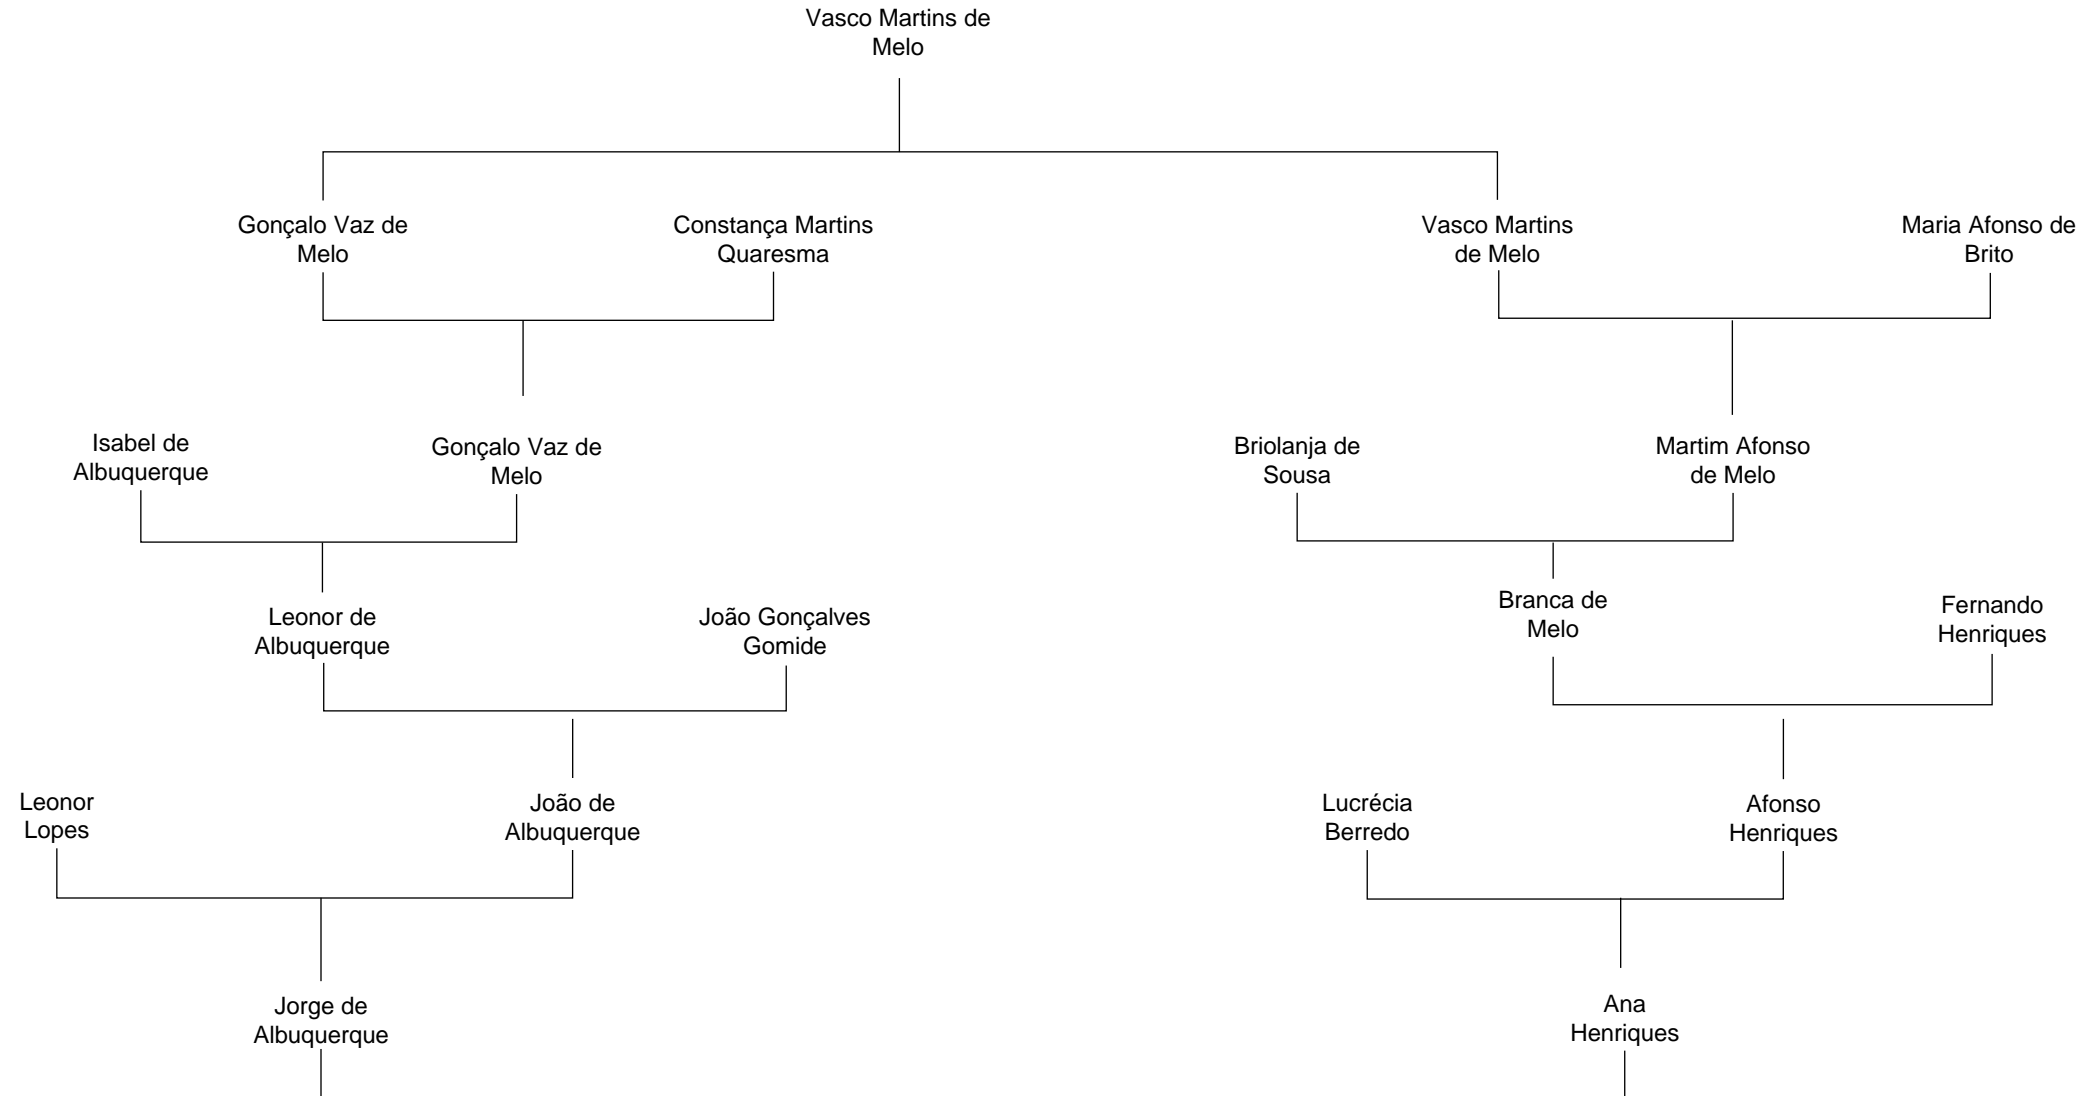 Vasco Martins de
Melo
Gonçalo Vaz de
Melo
Constança Martins
Quaresma
Vasco Martins
de Melo
Maria Afonso de
Brito
Isabel de
Albuquerque
Gonçalo Vaz de
Melo
Briolanja de
Sousa
Martim Afonso
de Melo
Leonor de
Albuquerque
João Gonçalves
Gomide
Branca de
Melo
Fernando
Henriques
Leonor
Lopes
João de
Albuquerque
Lucrécia
Berredo
Afonso
Henriques
Jorge de
Albuquerque
Ana
Henriques